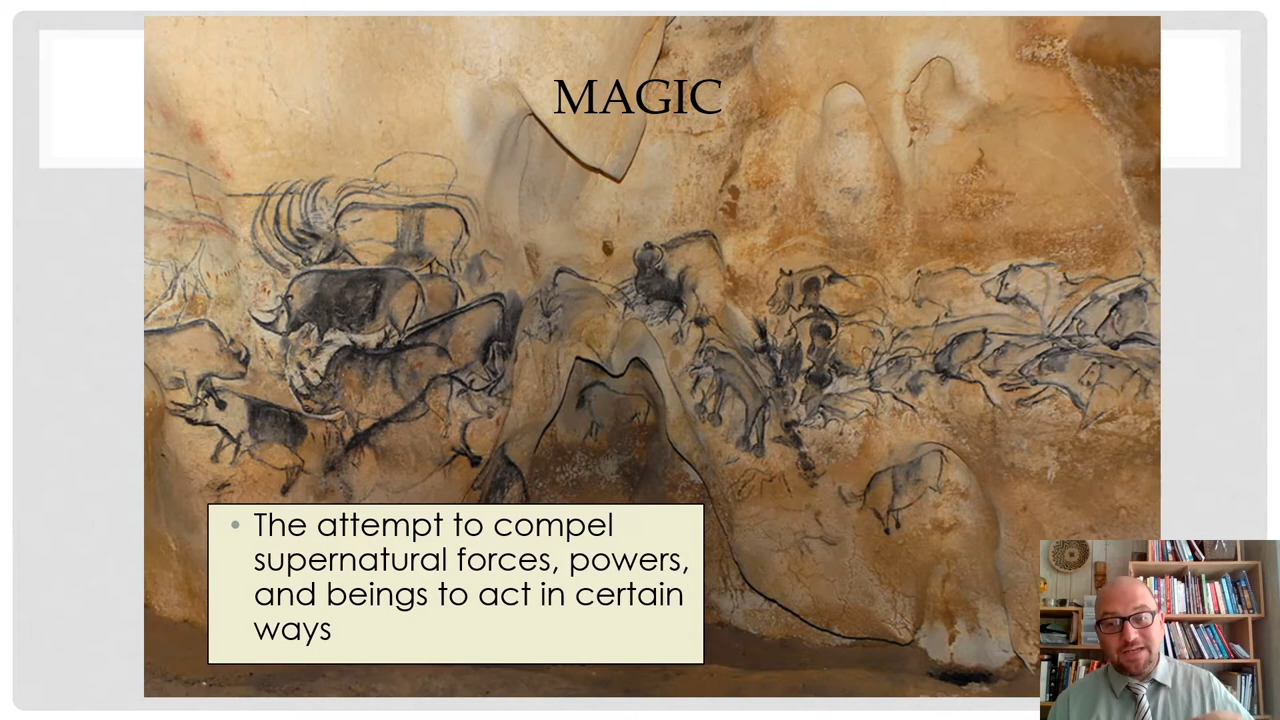 MAGIC
• The attempt to compel
supernatural forces, powers,
and beings to act in certain
ways